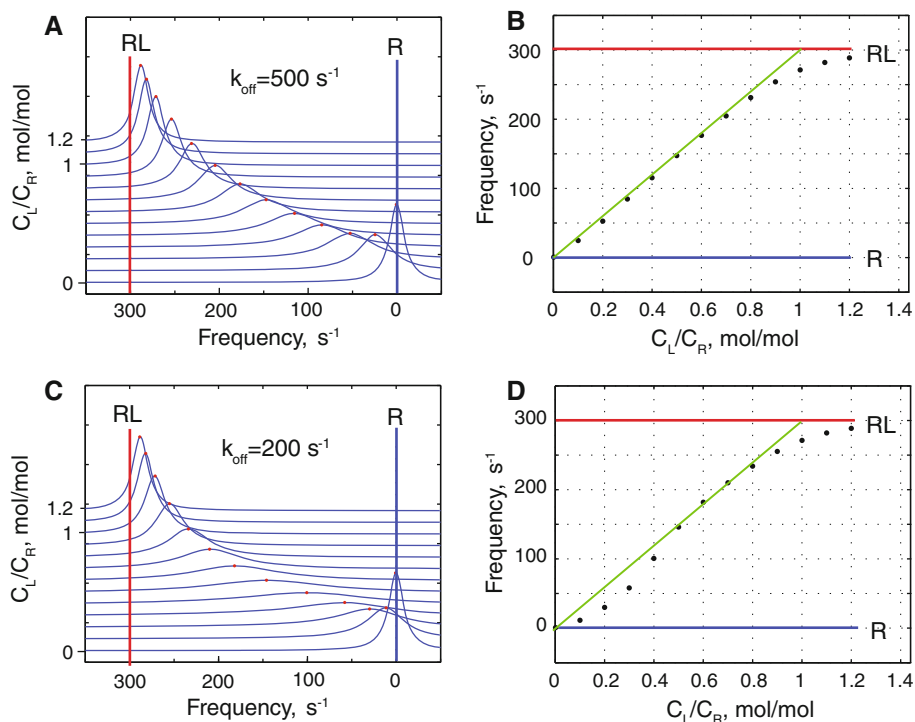 A
RL
R
k_off=500 s⁻¹
C_L/C_R, mol/mol
1.2
1
0
300
200
100
0
Frequency, s⁻¹
B
Frequency, s⁻¹
300
200
100
0
RL
R
0
0.2
0.4
0.6
0.8
1.0
1.2
1.4
C_L/C_R, mol/mol
C
RL
R
k_off=200 s⁻¹
C_L/C_R, mol/mol
1.2
1
0
300
200
100
0
Frequency, s⁻¹
D
Frequency, s⁻¹
300
200
100
0
RL
R
0
0.2
0.4
0.6
0.8
1.0
1.2
1.4
C_L/C_R, mol/mol